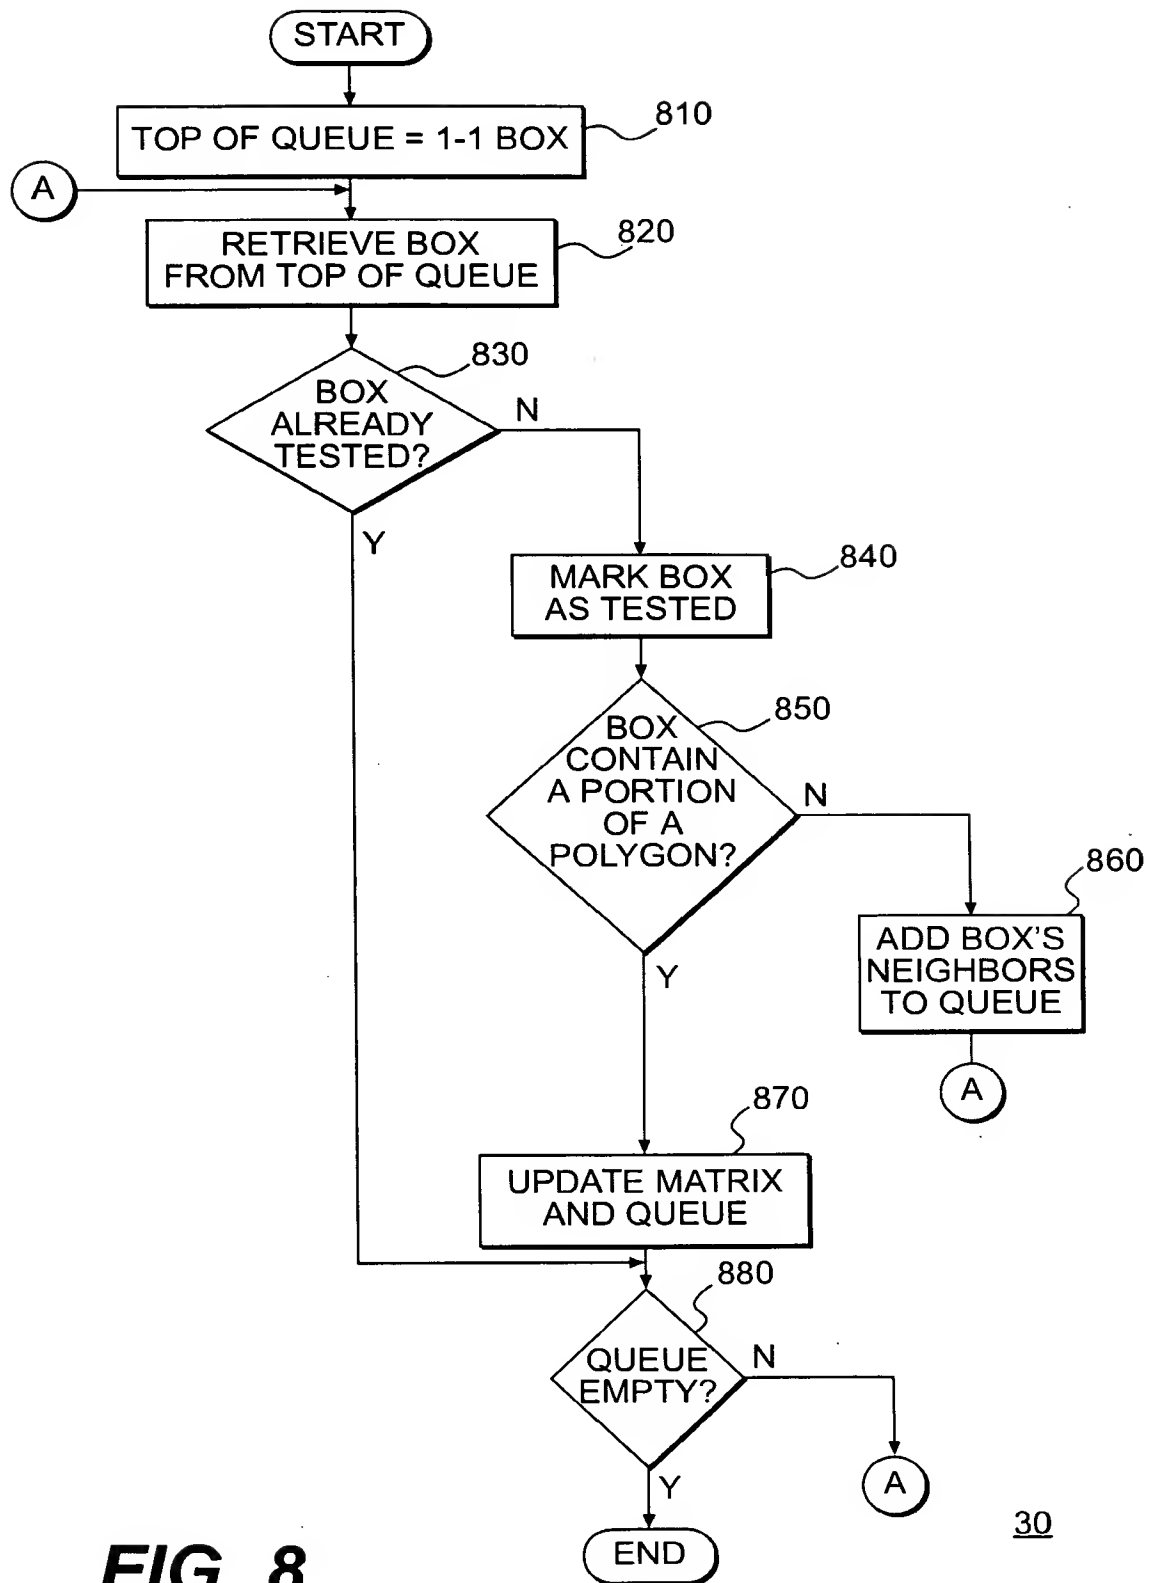 START
TOP OF QUEUE = 1-1 BOX
810
A
RETRIEVE BOX
FROM TOP OF QUEUE
820
830
BOX
ALREADY
TESTED?
N
Y
MARK BOX
AS TESTED
840
850
BOX
CONTAIN
A PORTION
OF A
POLYGON?
N
Y
860
ADD BOX'S
NEIGHBORS
TO QUEUE
A
870
UPDATE MATRIX
AND QUEUE
880
QUEUE
EMPTY?
N
Y
A
END
30
FIG. 8